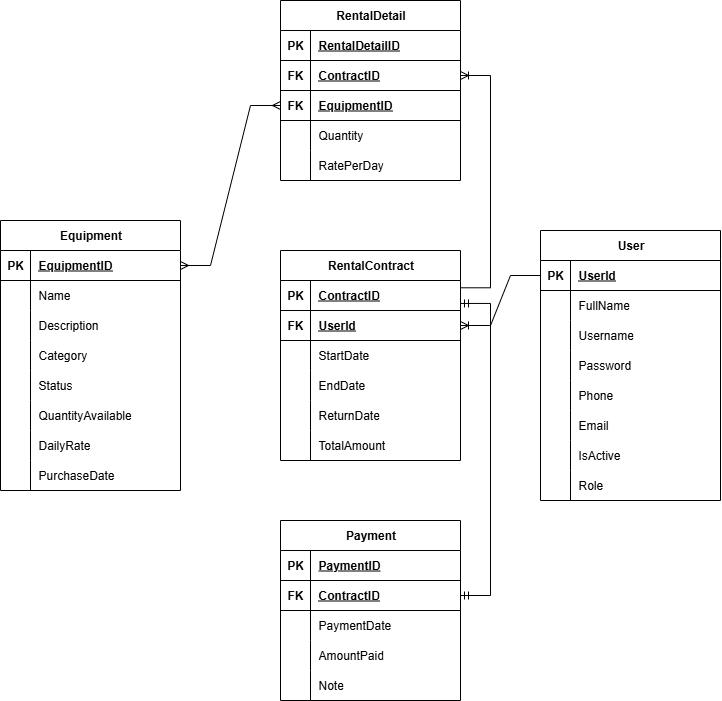 RentalDetail
PK RentalDetailID
FK ContractID
FK EquipmentID
Quantity
RatePerDay
Equipment
PK EquipmentID
Name
Description
Category
Status
QuantityAvailable
DailyRate
PurchaseDate
RentalContract
PK ContractID
FK UserId
StartDate
EndDate
ReturnDate
TotalAmount
User
PK UserId
FullName
Username
Password
Phone
Email
IsActive
Role
Payment
PK PaymentID
FK ContractID
PaymentDate
AmountPaid
Note